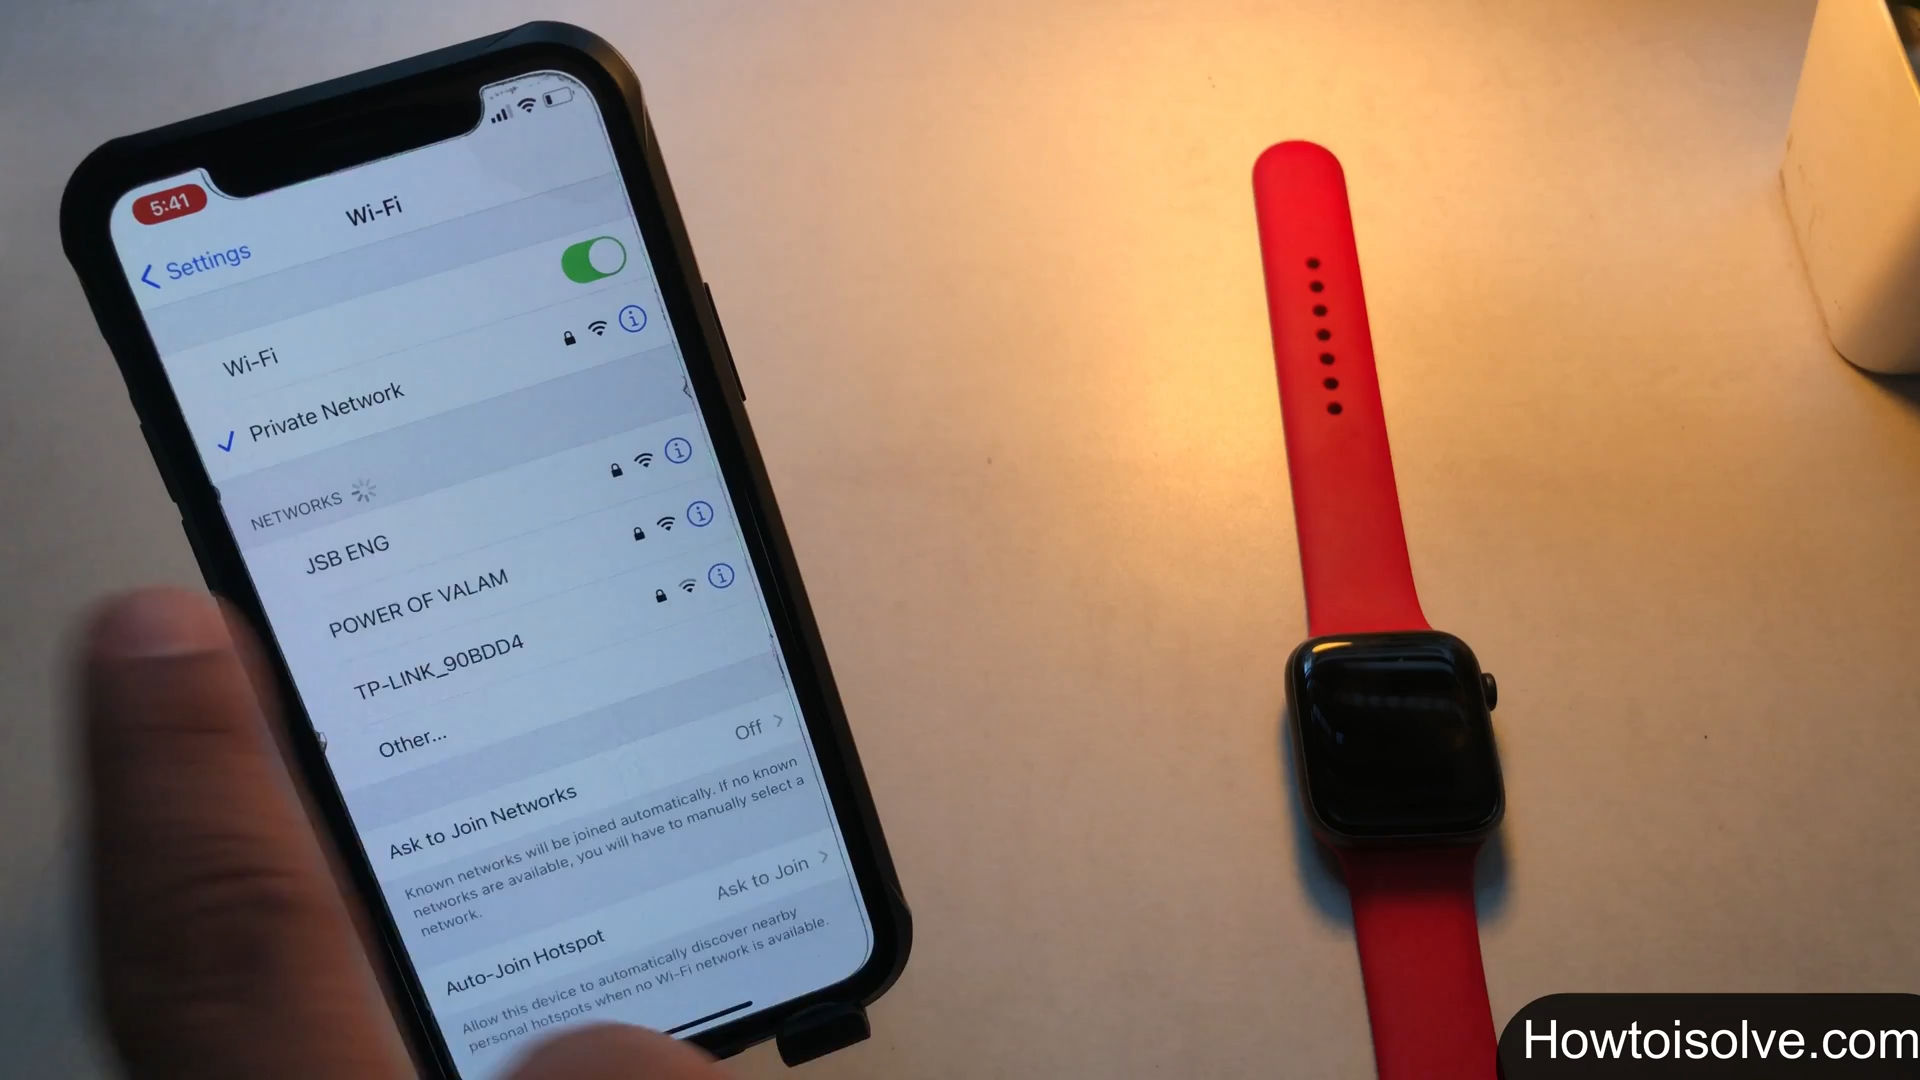 5:41
Wi-Fi
Settings
Wi-Fi
Private Network
NETWORKS
JSB ENG
POWER OF VALAM
TP-LINK_90BDD4
Other...
Ask to Join Networks Off
Known networks will be joined automatically. If no known
networks are available, you will have to manually select a
network.
Auto-Join Hotspot Ask to Join
Allow this device to automatically discover nearby
personal hotspots when no Wi-Fi network is available.
Howtoisolve.com